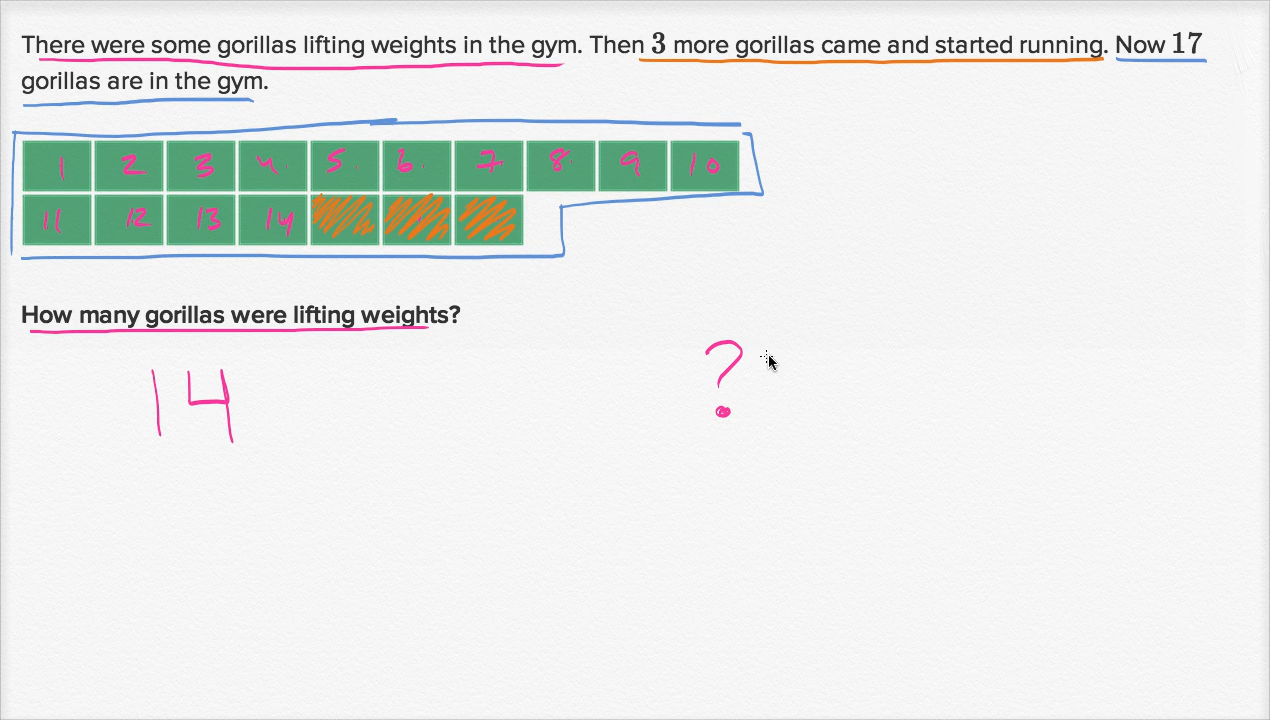 There were some gorillas lifting weights in the gym. Then 3 more gorillas came and started running. Now 17
gorillas are in the gym.
1 2 3 4 5 6 7 8 9 10
11 12 13 14
How many gorillas were lifting weights?
14 ?